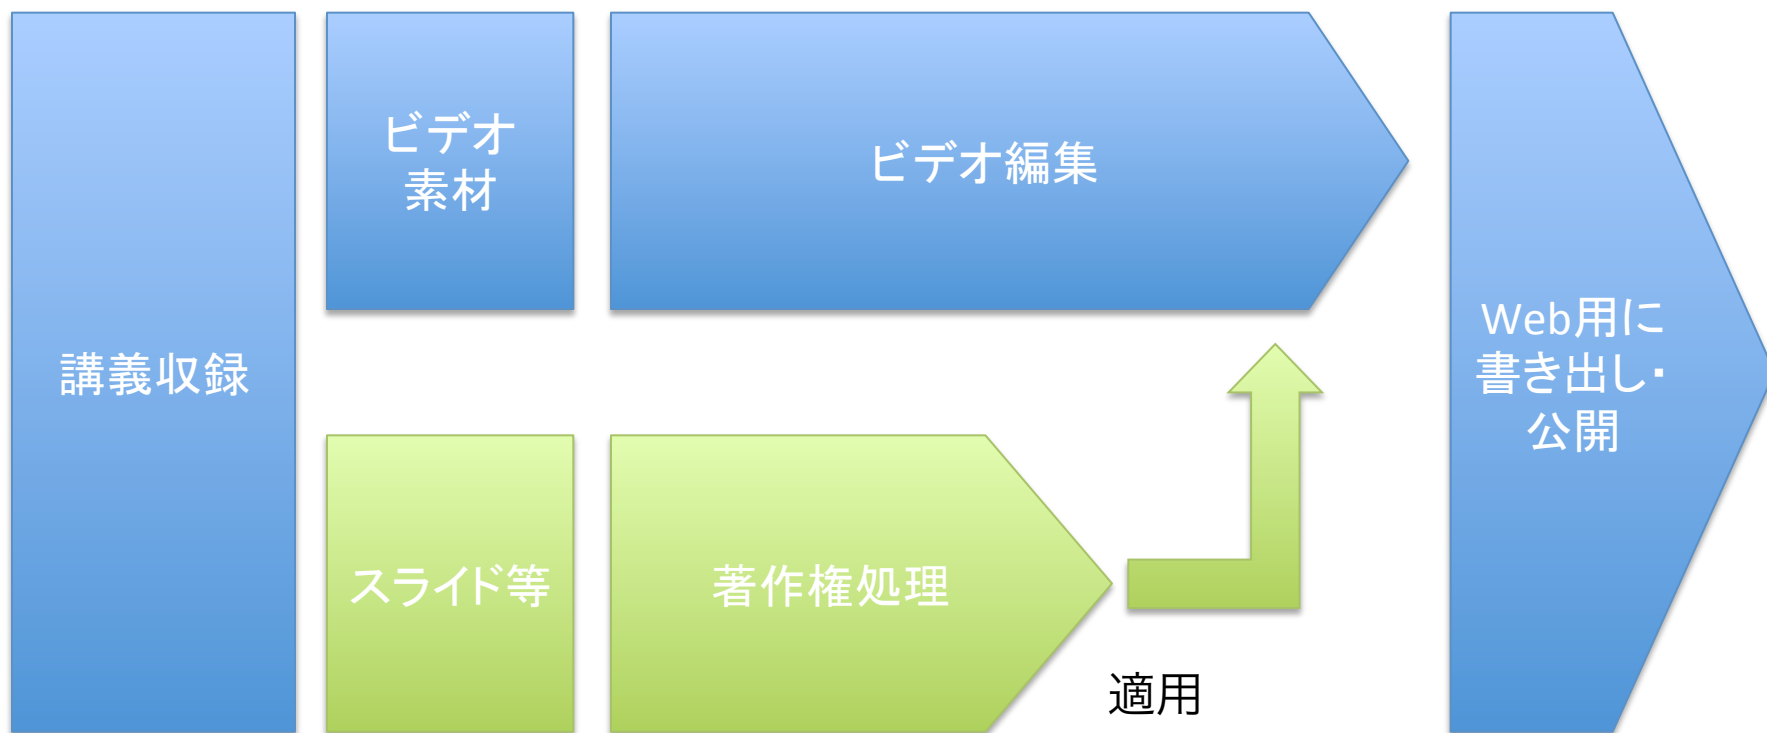 講義収録
ビデオ
素材
ビデオ編集
スライド等
著作権処理
適用
Web用に
書き出し・
公開